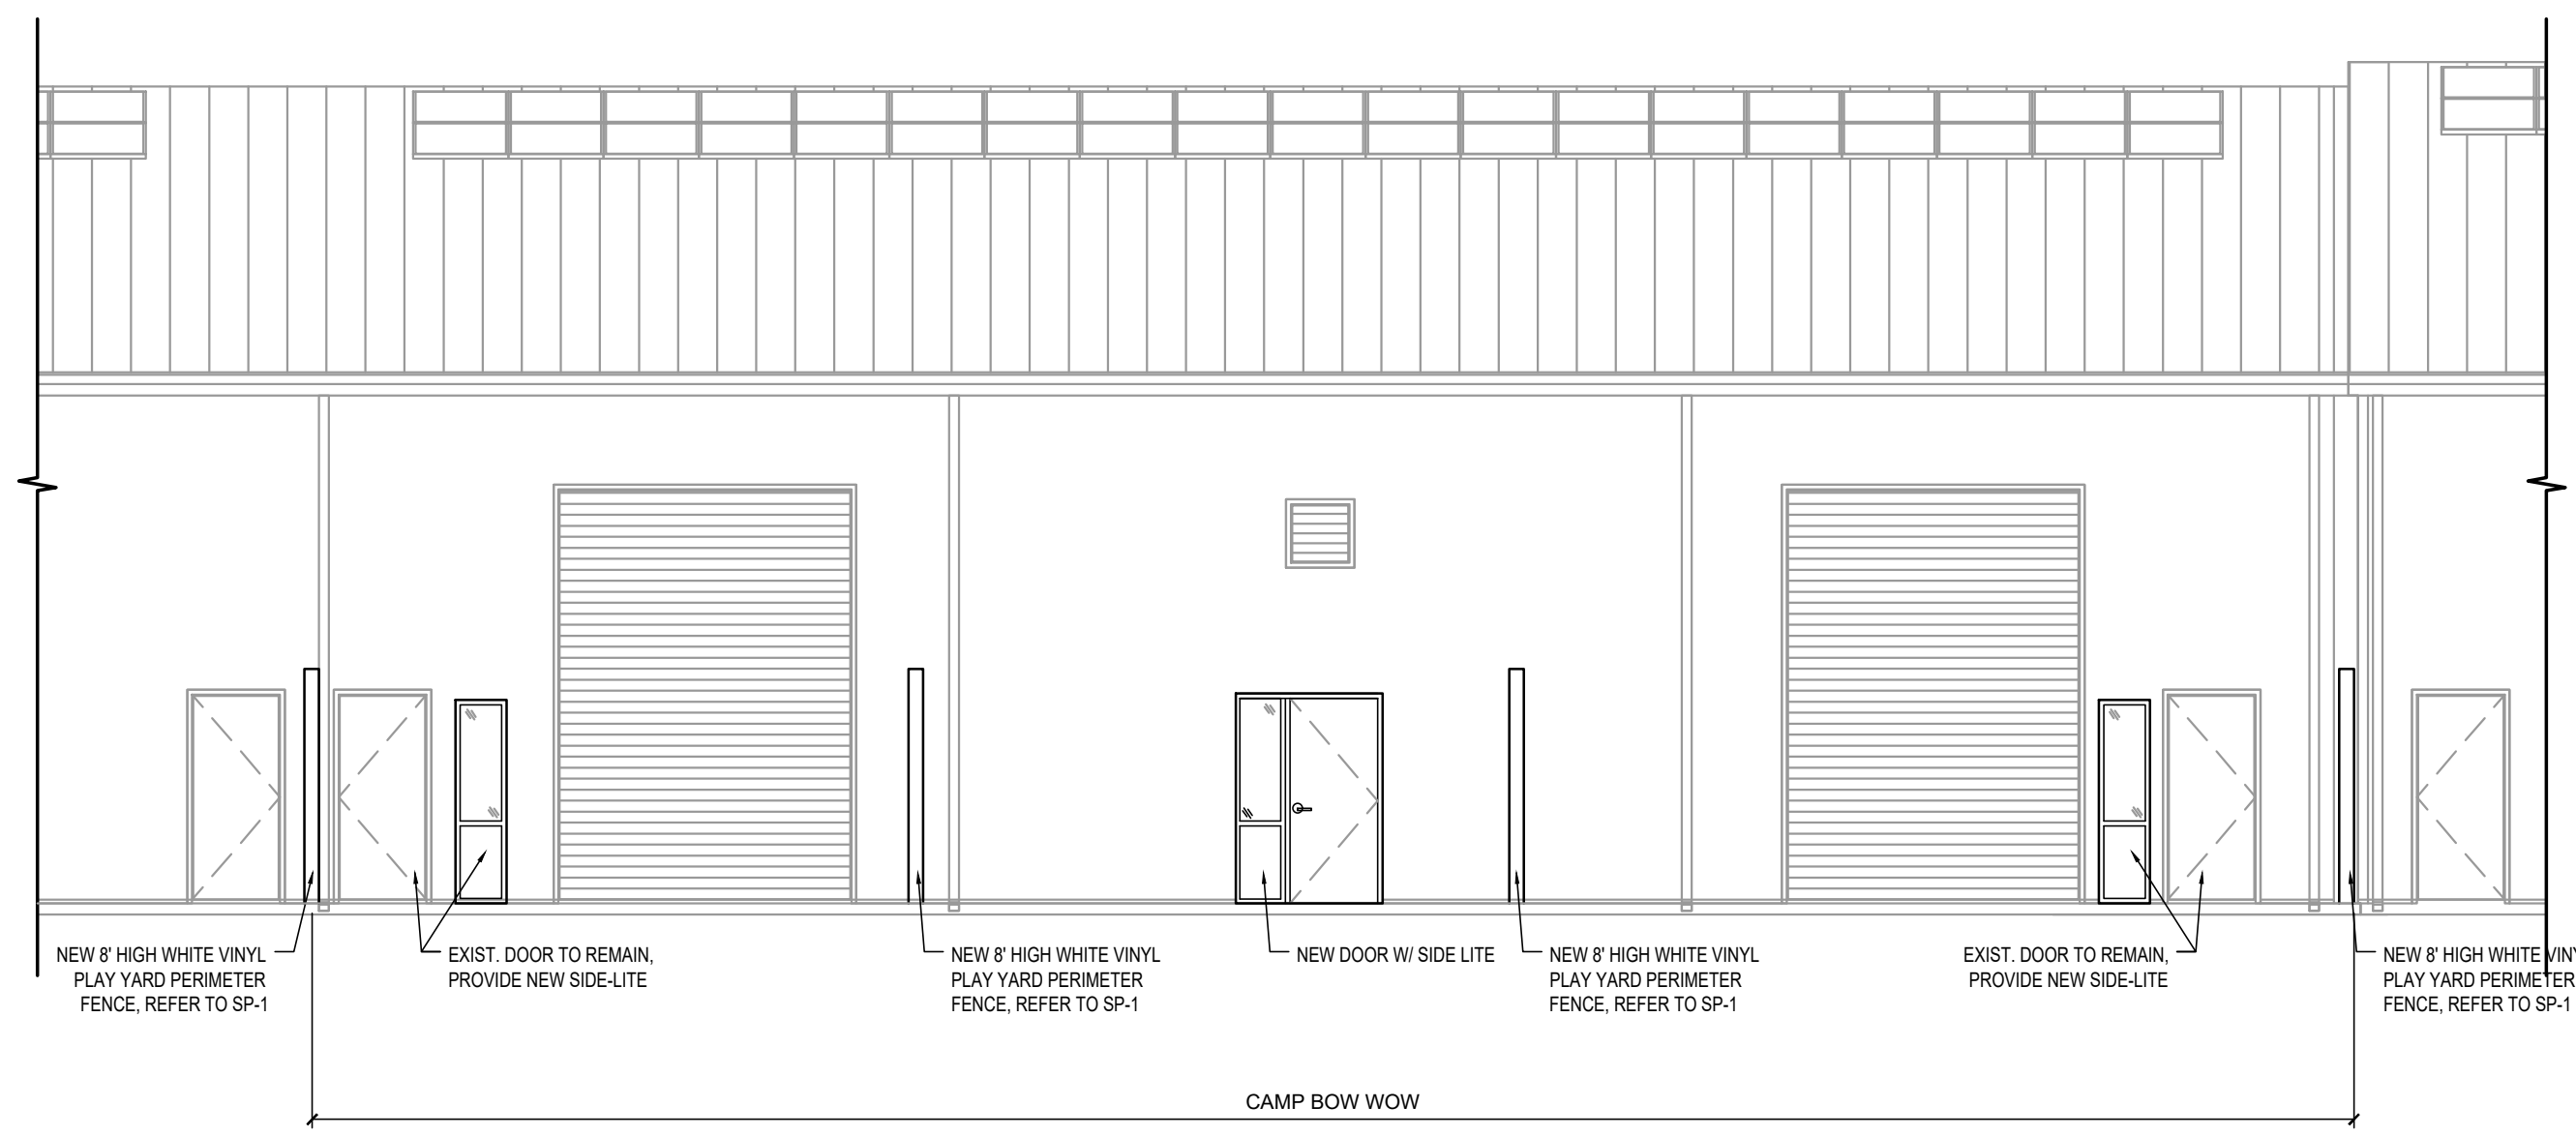 NEW 8' HIGH WHITE VINYL
PLAY YARD PERIMETER
FENCE, REFER TO SP-1
EXIST. DOOR TO REMAIN,
PROVIDE NEW SIDE-LITE
NEW 8' HIGH WHITE VINYL
PLAY YARD PERIMETER
FENCE, REFER TO SP-1
NEW DOOR W/ SIDE LITE
NEW 8' HIGH WHITE VINYL
PLAY YARD PERIMETER
FENCE, REFER TO SP-1
EXIST. DOOR TO REMAIN,
PROVIDE NEW SIDE-LITE
NEW 8' HIGH WHITE
PLAY YARD PERIMETER
FENCE, REFER TO SP-1
CAMP BOW WOW